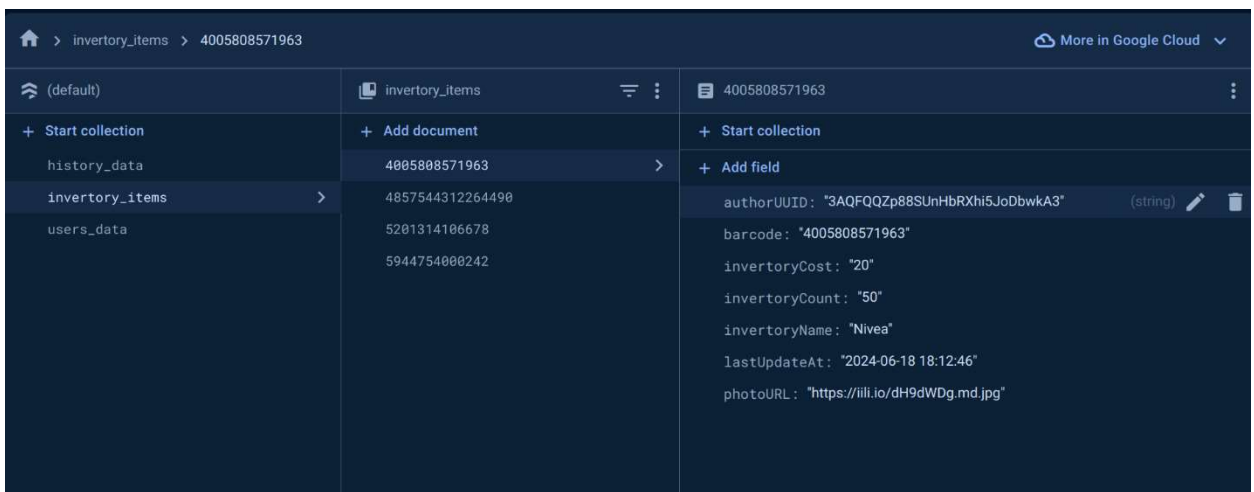 > invertory_items > 4005808571963
More in Google Cloud
(default)
+ Start collection
history_data
invertory_items
users_data
invertory_items
+ Add document
4005808571963
4857544312264490
5201314106678
5944754000242
4005808571963
+ Start collection
+ Add field
authorUUID: "3AQFQQZp88SUnHbRXhi5JoDbwkA3" (string)
barcode: "4005808571963"
invertoryCost: "20"
invertoryCount: "50"
invertoryName: "Nivea"
lastUpdateAt: "2024-06-18 18:12:46"
photoURL: "https://iili.io/dH9dWDg.md.jpg"